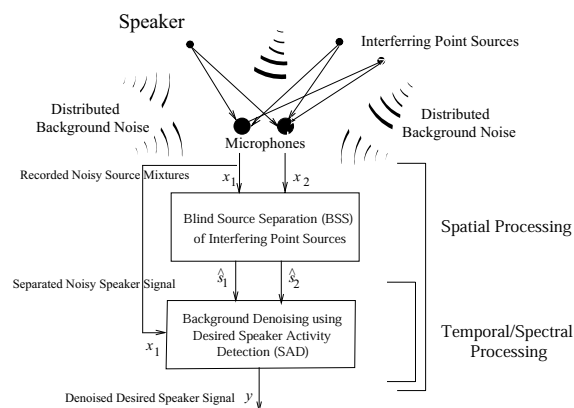 Speaker
Interfering Point Sources
Distributed
Background Noise
Distributed
Background Noise
Microphones
Recorded Noisy Source Mixtures
x1
x2
Blind Source Separation (BSS)
of Interfering Point Sources
Spatial Processing
Separated Noisy Speaker Signal
ŝ1
ŝ2
Background Denoising using
Desired Speaker Activity
Detection (SAD)
x1
Temporal/Spectral
Processing
Denoised Desired Speaker Signal
y